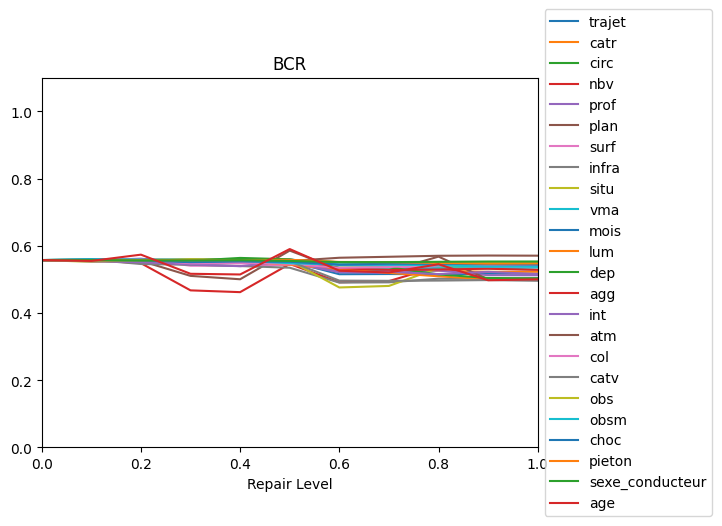 BCR
1.0
0.8
0.6
0.4
0.2
0.0
0.0 0.2 0.4 0.6 0.8 1.0
Repair Level
trajet
catr
circ
nbv
prof
plan
surf
infra
situ
vma
mois
lum
dep
agg
int
atm
col
catv
obs
obsm
choc
pieton
sexe_conducteur
age